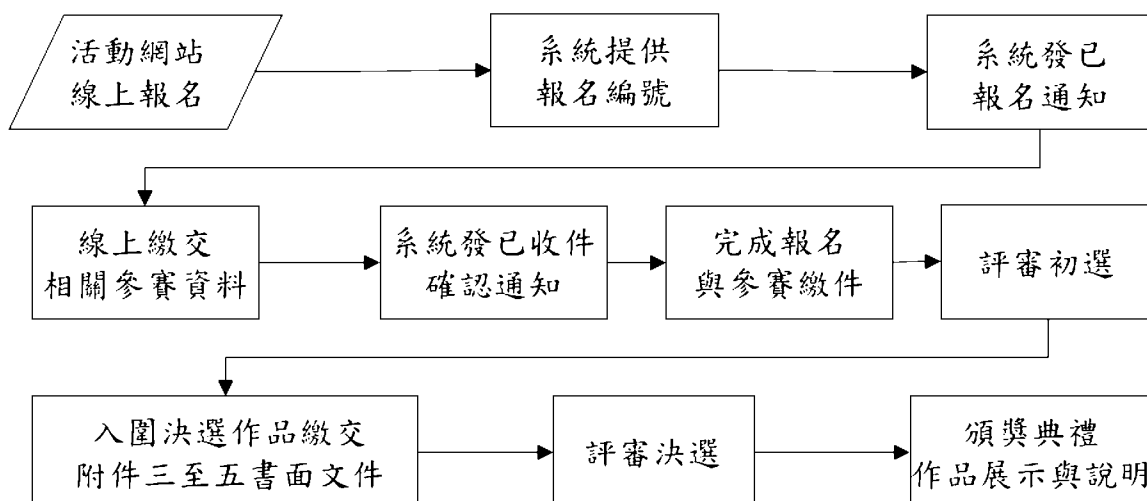 活動網站
線上報名
系統提供
報名編號
系統發已
報名通知
線上繳交
相關參賽資料
系統發已收件
確認通知
完成報名
與參賽繳件
評審初選
入圍決選作品繳交
附件三至五書面文件
評審決選
頒獎典禮
作品展示與說明